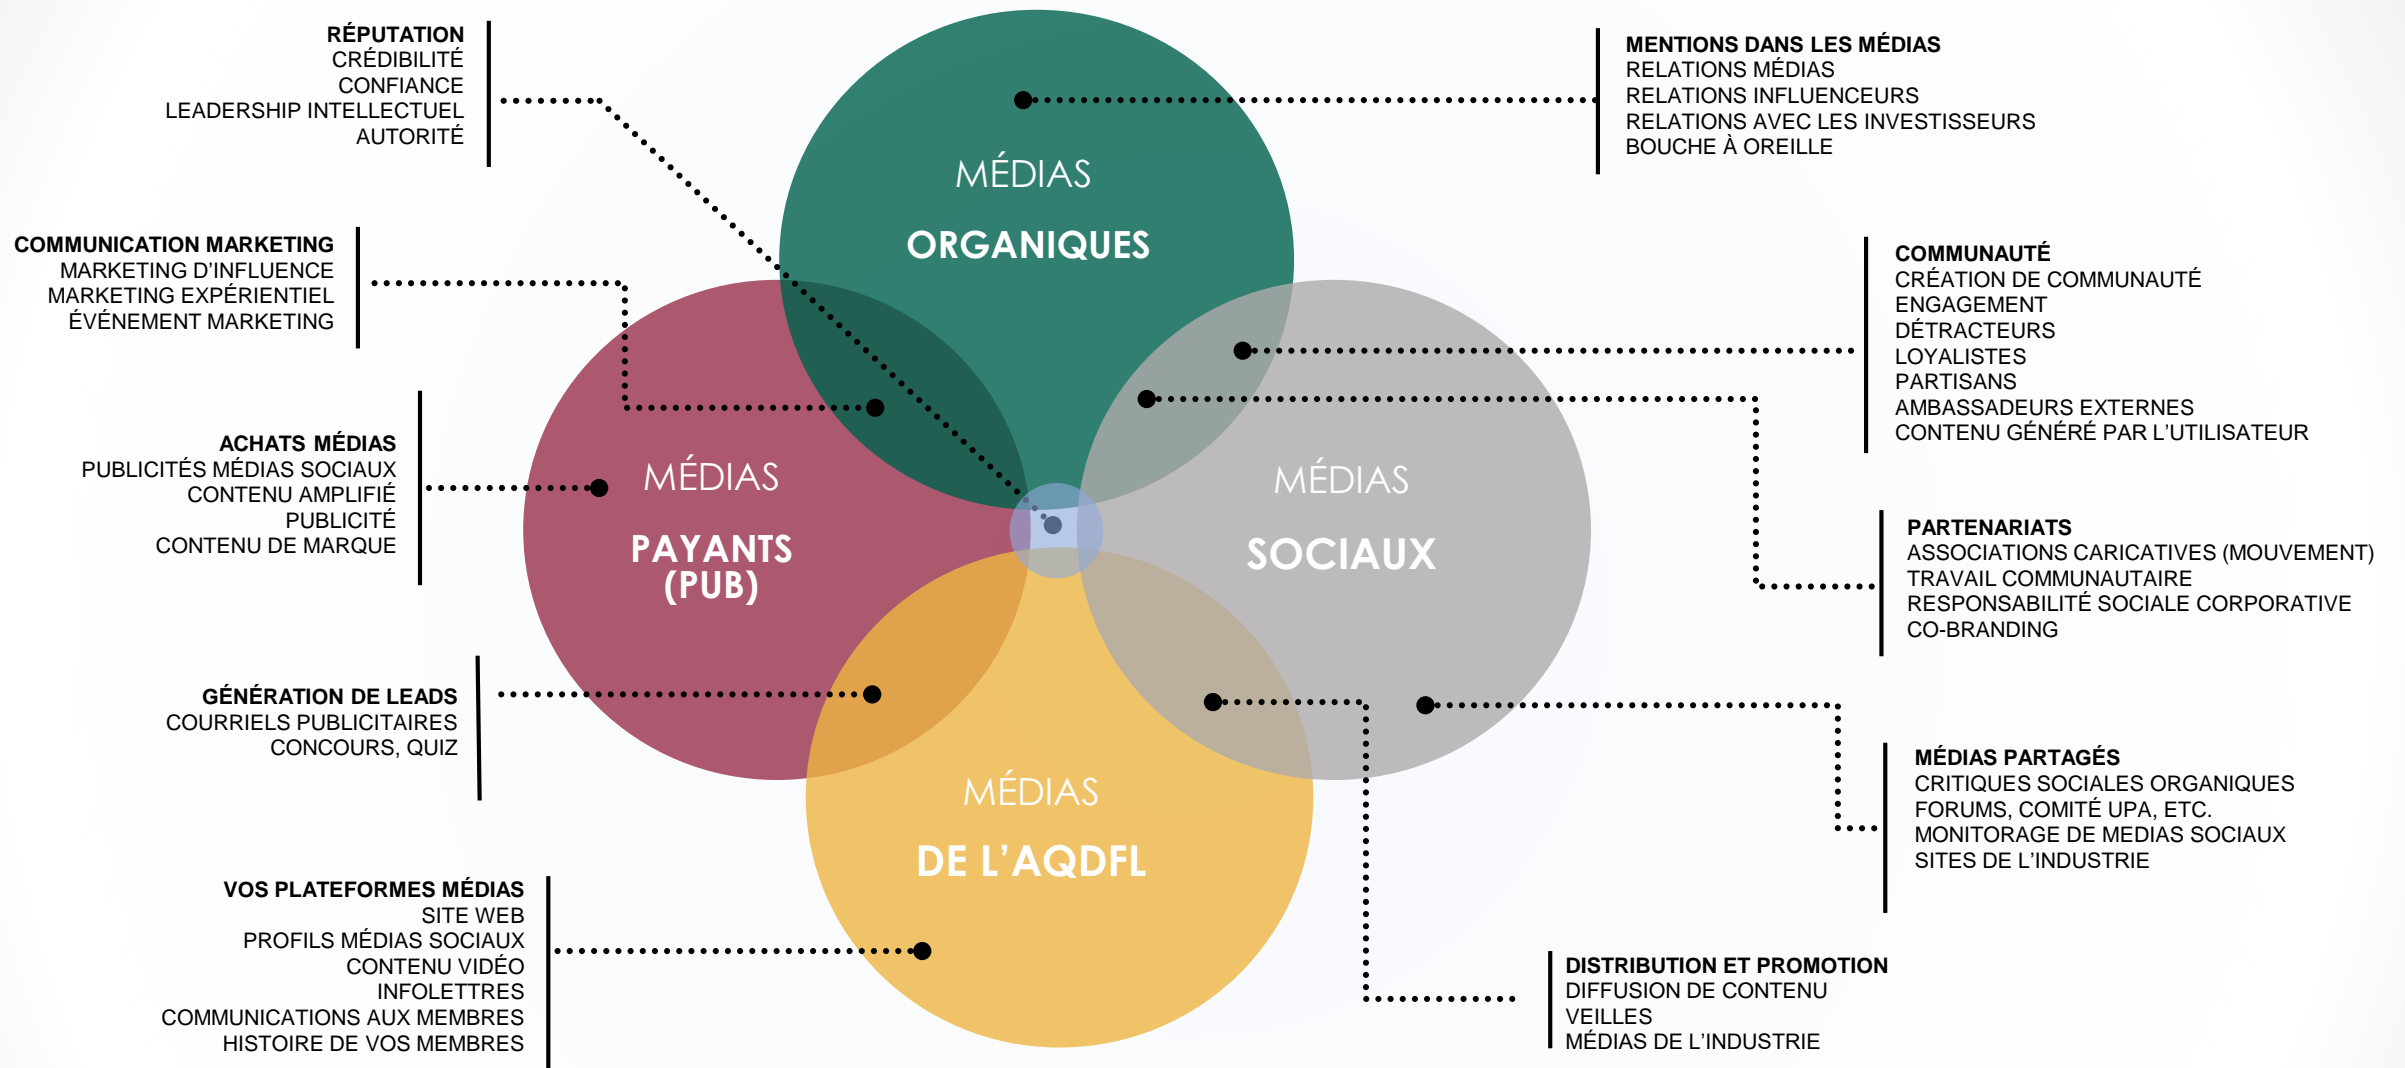 RÉPUTATION
CRÉDIBILITÉ
CONFIANCE
LEADERSHIP INTELLECTUEL
AUTORITÉ
COMMUNICATION MARKETING
MARKETING D'INFLUENCE
MARKETING EXPÉRIENTIEL
ÉVÉNEMENT MARKETING
ACHATS MÉDIAS
PUBLICITÉS MÉDIAS SOCIAUX
CONTENU AMPLIFIÉ
PUBLICITÉ
CONTENU DE MARQUE
GÉNÉRATION DE LEADS
COURRIELS PUBLICITAIRES
CONCOURS, QUIZ
VOS PLATEFORMES MÉDIAS
SITE WEB
PROFILS MÉDIAS SOCIAUX
CONTENU VIDÉO
INFOLETTRES
COMMUNICATIONS AUX MEMBRES
HISTOIRE DE VOS MEMBRES
MÉDIAS
ORGANIQUES
MÉDIAS
PAYANTS
(PUB)
MÉDIAS
SOCIAUX
MÉDIAS
DE L'AQDFL
MENTIONS DANS LES MÉDIAS
RELATIONS MÉDIAS
RELATIONS INFLUENCEURS
RELATIONS AVEC LES INVESTISSEURS
BOUCHE À OREILLE
COMMUNAUTÉ
CRÉATION DE COMMUNAUTÉ
ENGAGEMENT
DÉTRACTEURS
LOYALISTES
PARTISANS
AMBASSADEURS EXTERNES
CONTENU GÉNÉRÉ PAR L'UTILISATEUR
PARTENARIATS
ASSOCIATIONS CARICATIVES (MOUVEMENT)
TRAVAIL COMMUNAUTAIRE
RESPONSABILITÉ SOCIALE CORPORATIVE
CO-BRANDING
MÉDIAS PARTAGÉS
CRITIQUES SOCIALES ORGANIQUES
FORUMS, COMITÉ UPA, ETC.
MONITORAGE DE MEDIAS SOCIAUX
SITES DE L'INDUSTRIE
DISTRIBUTION ET PROMOTION
DIFFUSION DE CONTENU
VEILLES
MÉDIAS DE L'INDUSTRIE